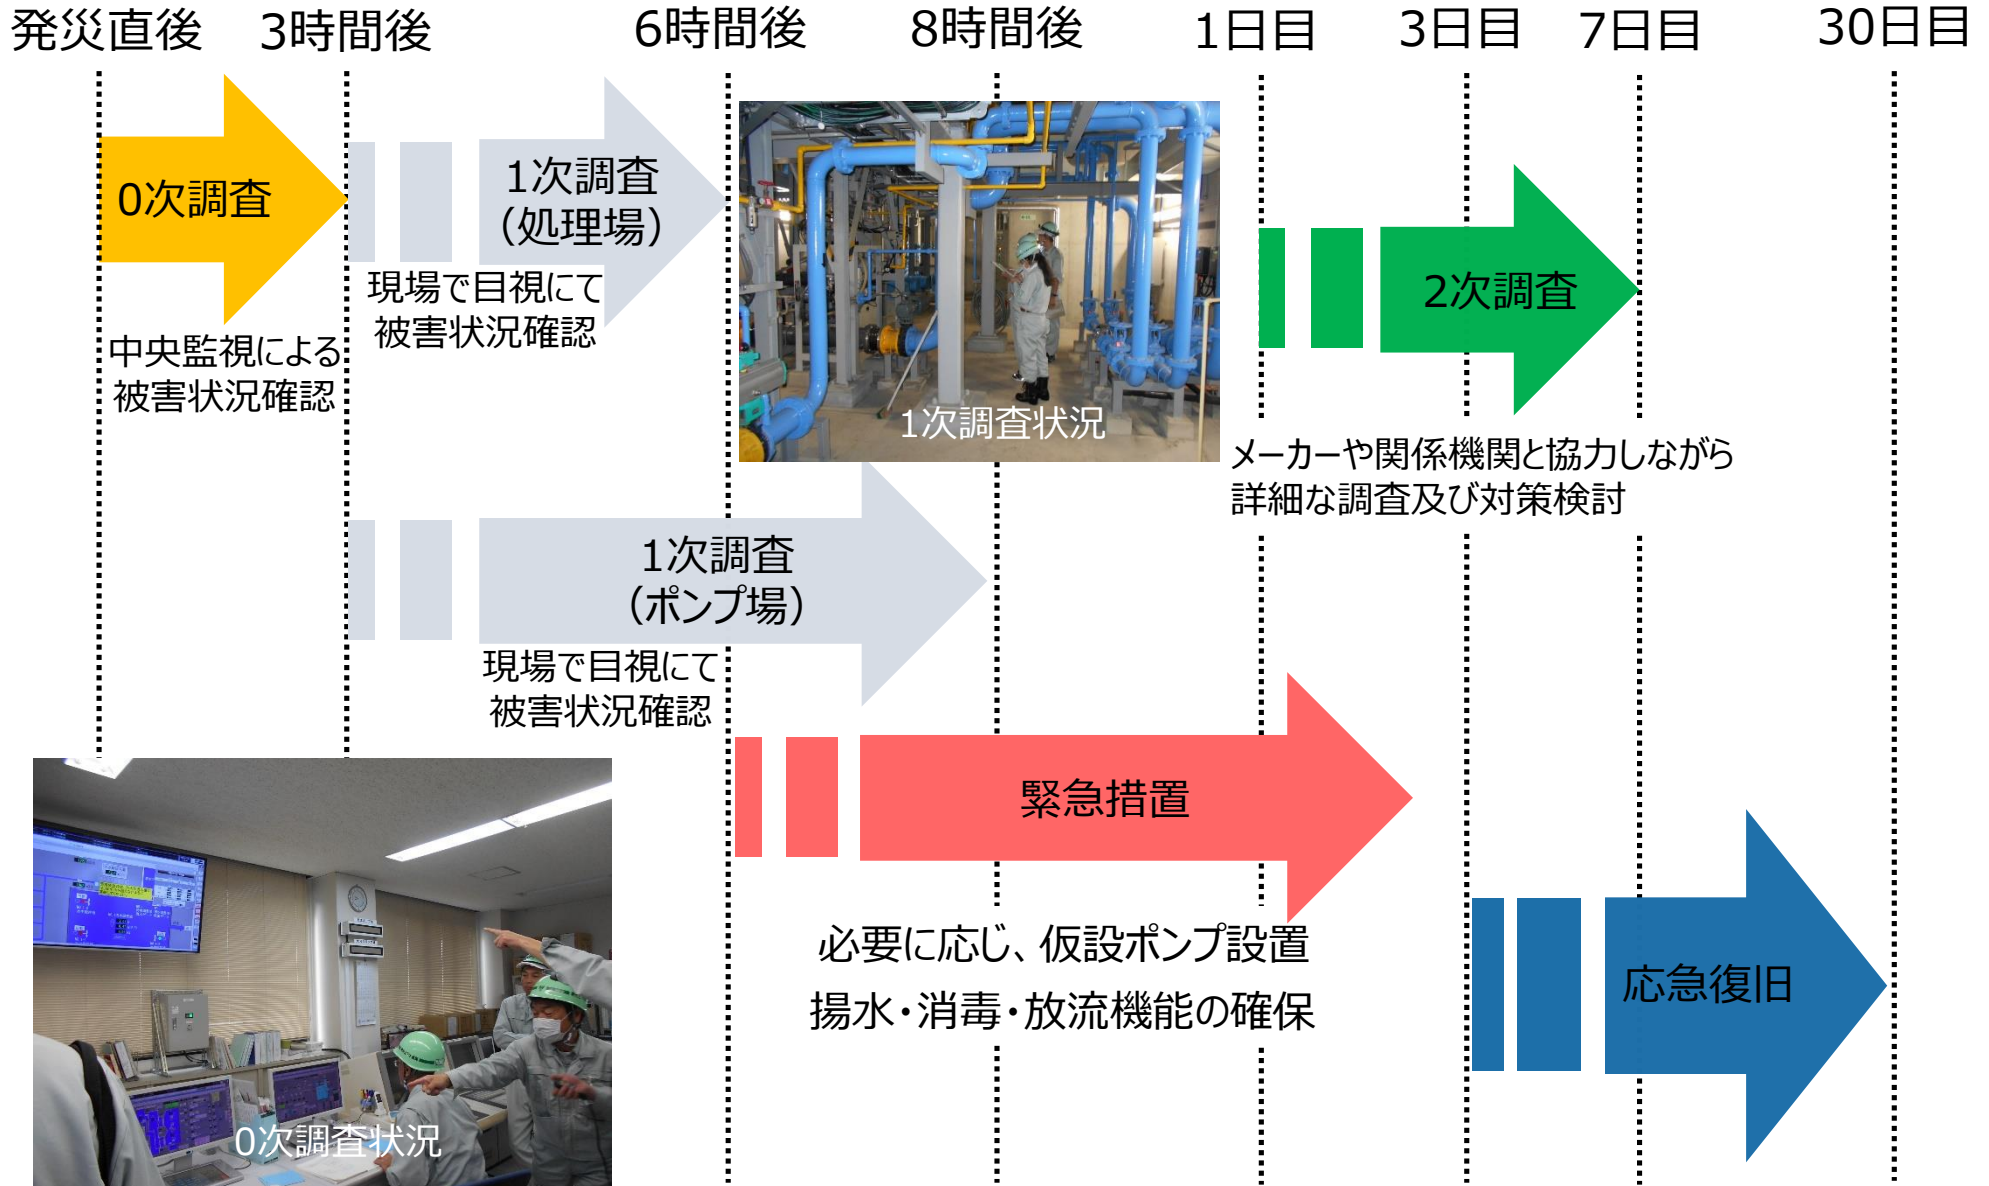 発災直後
3時間後
6時間後
8時間後
1日目
3日目
7日目
30日目
0次調査
中央監視による
被害状況確認
1次調査
（処理場）
現場で目視にて
被害状況確認
1次調査状況
2次調査
メーカーや関係機関と協力しながら
詳細な調査及び対策検討
1次調査
（ポンプ場）
現場で目視にて
被害状況確認
緊急措置
必要に応じ、仮設ポンプ設置
揚水・消毒・放流機能の確保
応急復旧
0次調査状況